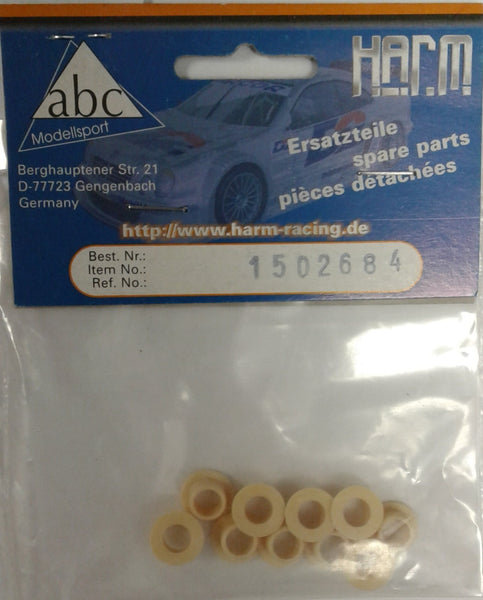 abc
Modellsport
HARM
Berghauptener Str. 21
D-77723 Gengenbach
Germany
Ersatzteile
spare parts
pièces détachées
http://www.harm-racing.de
Best. Nr.:
Item No.: 1502684
Ref. No.: